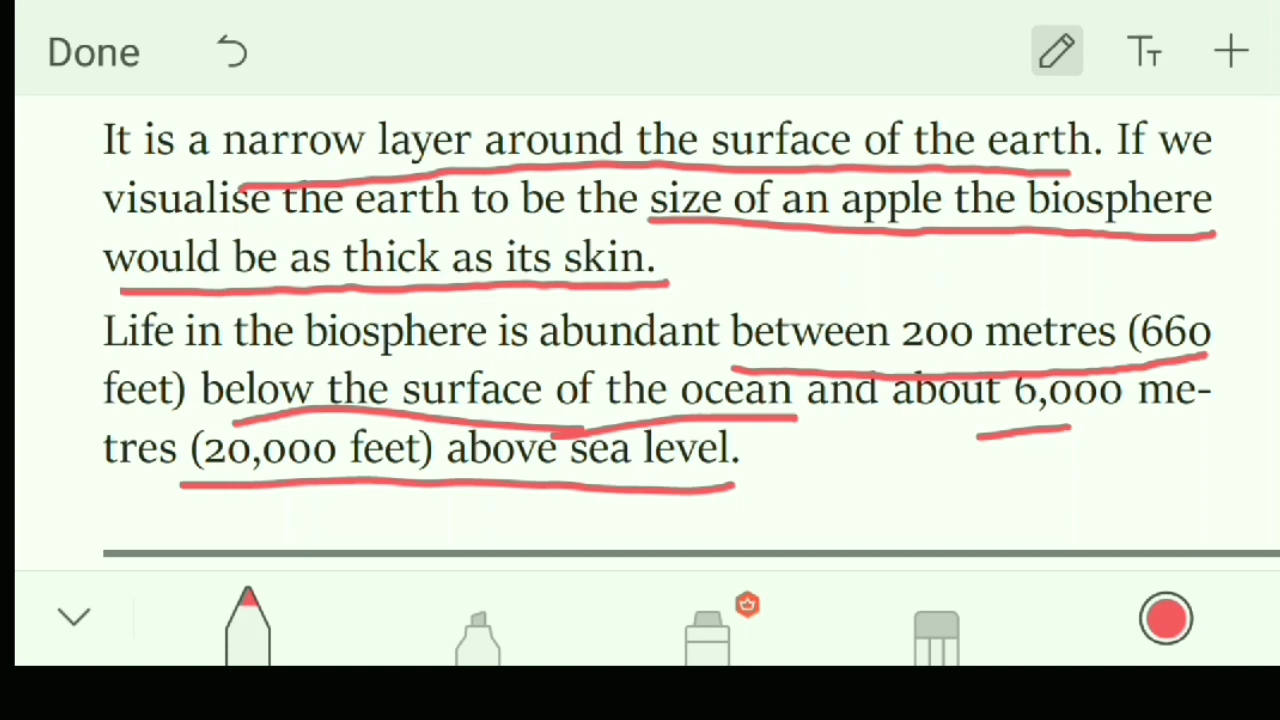 Done
It is a narrow layer around the surface of the earth. If we
visualise the earth to be the size of an apple the biosphere
would be as thick as its skin.
Life in the biosphere is abundant between 200 metres (660
feet) below the surface of the ocean and about 6,000 me-
tres (20,000 feet) above sea level.